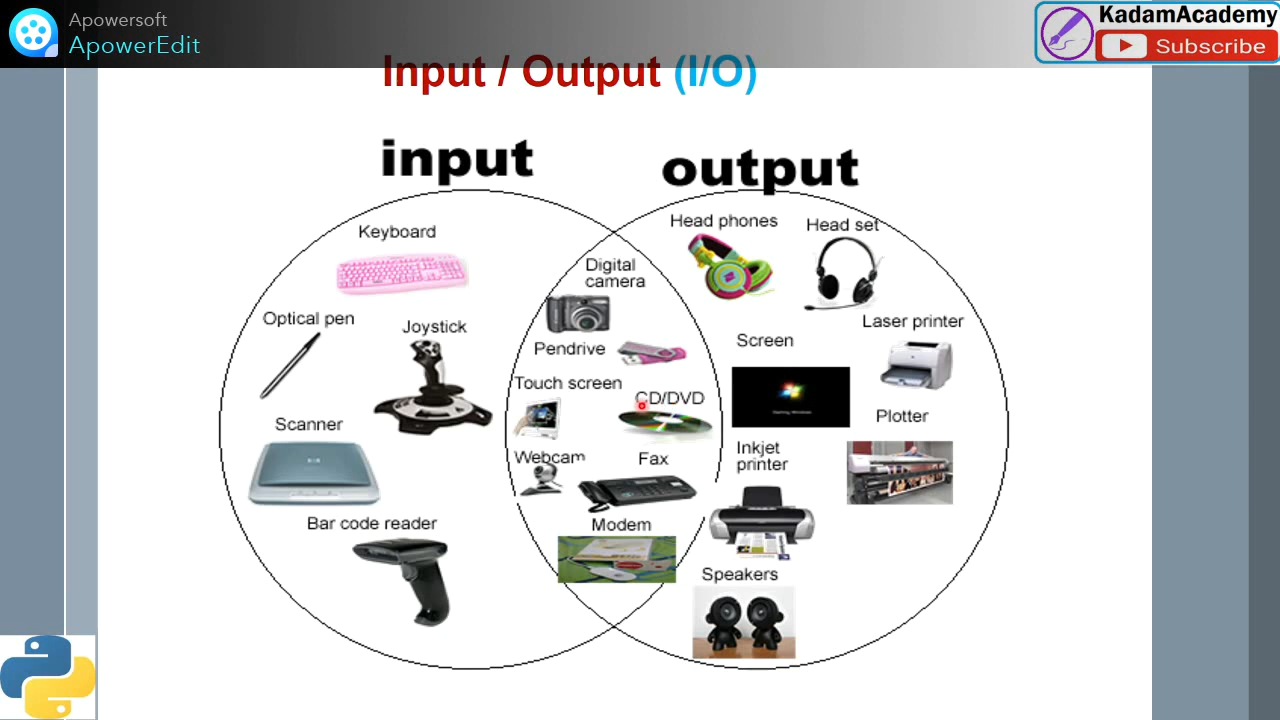 Apowersoft
ApowerEdit
KadamAcademy
Subscribe
Input / Output (I/O)
input
output
Keyboard
Optical pen
Joystick
Scanner
Bar code reader
Digital
camera
Pendrive
Touch screen
CD/DVD
Webcam
Fax
Modem
Head phones
Head set
Laser printer
Screen
Plotter
Inkjet
printer
Speakers